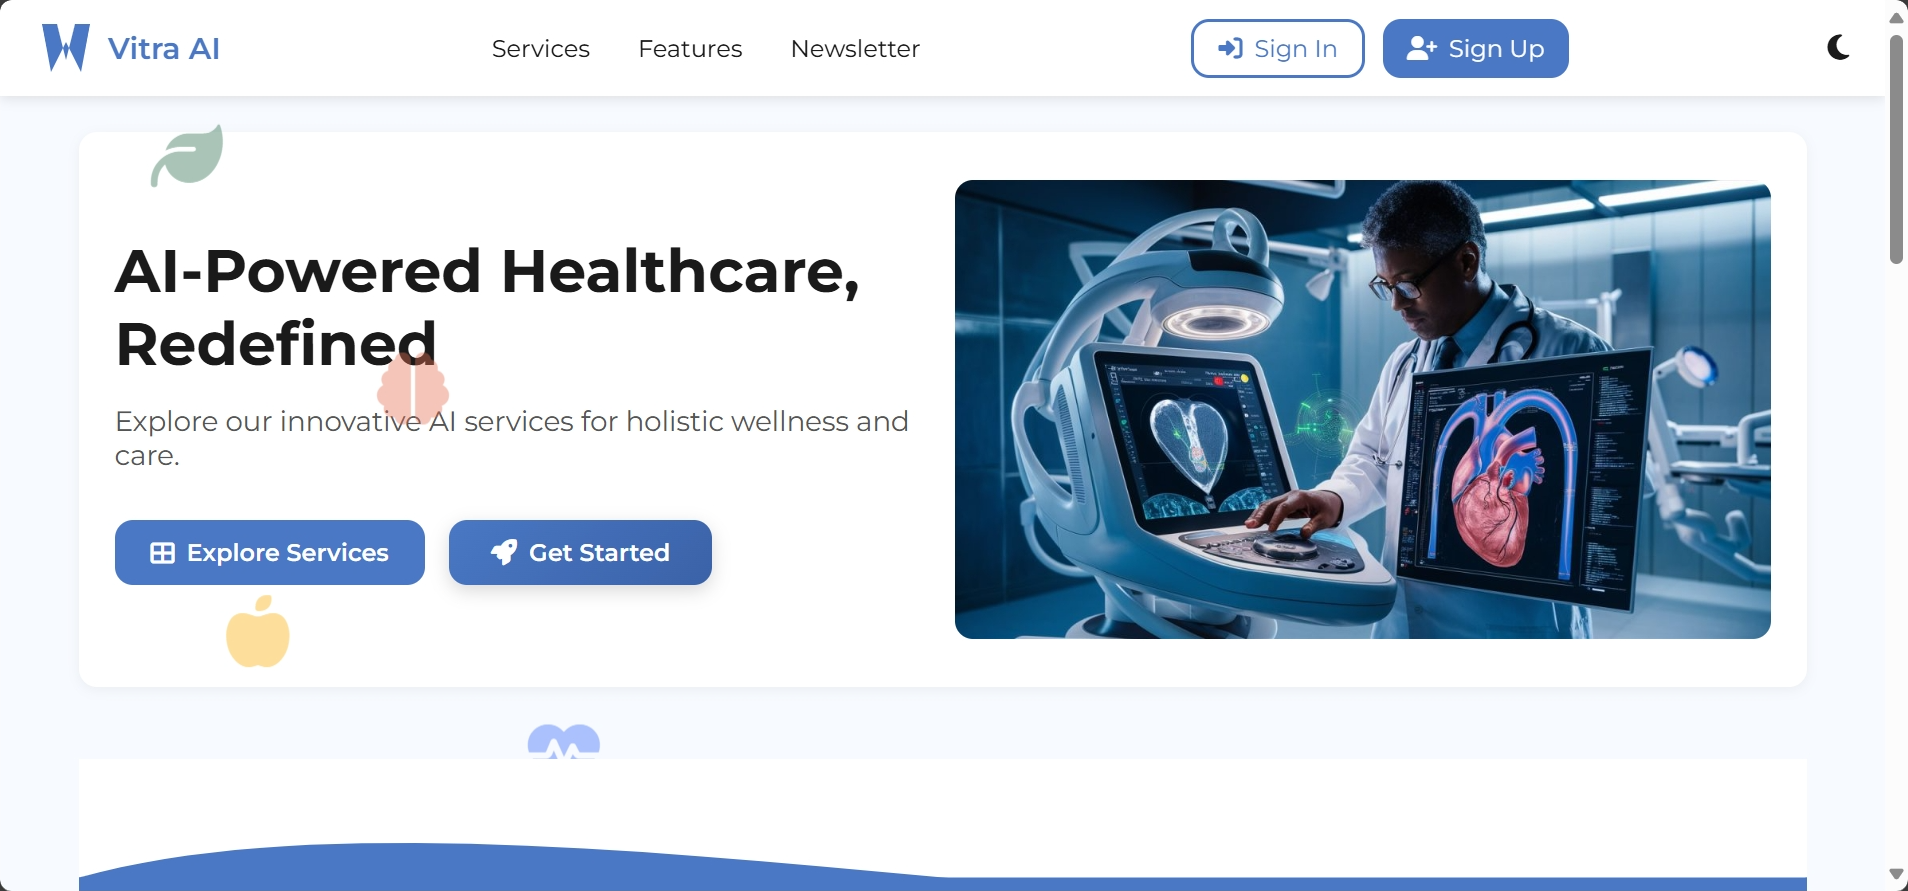 Vitra AI
Services
Features
Newsletter
Sign In
Sign Up
AI-Powered Healthcare,
Redefined
Explore our innovative AI services for holistic wellness and
care.
Explore Services
Get Started